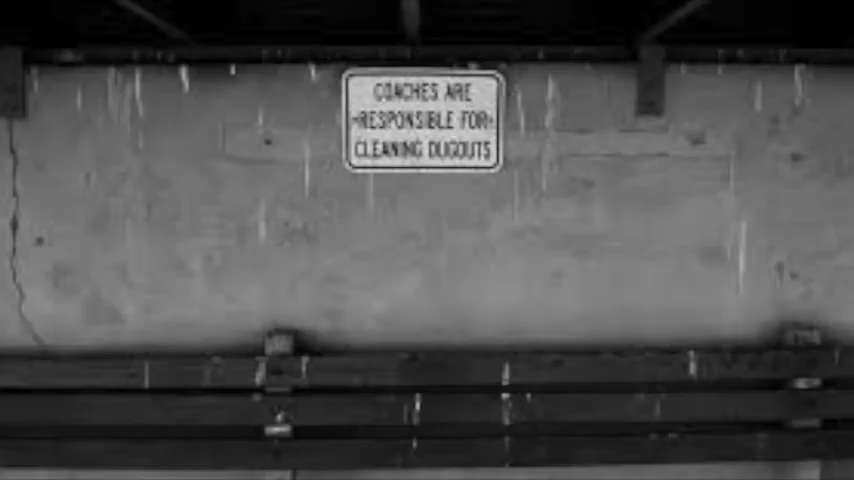 COACHES ARE
RESPONSIBLE FOR
CLEANING DUGOUTS